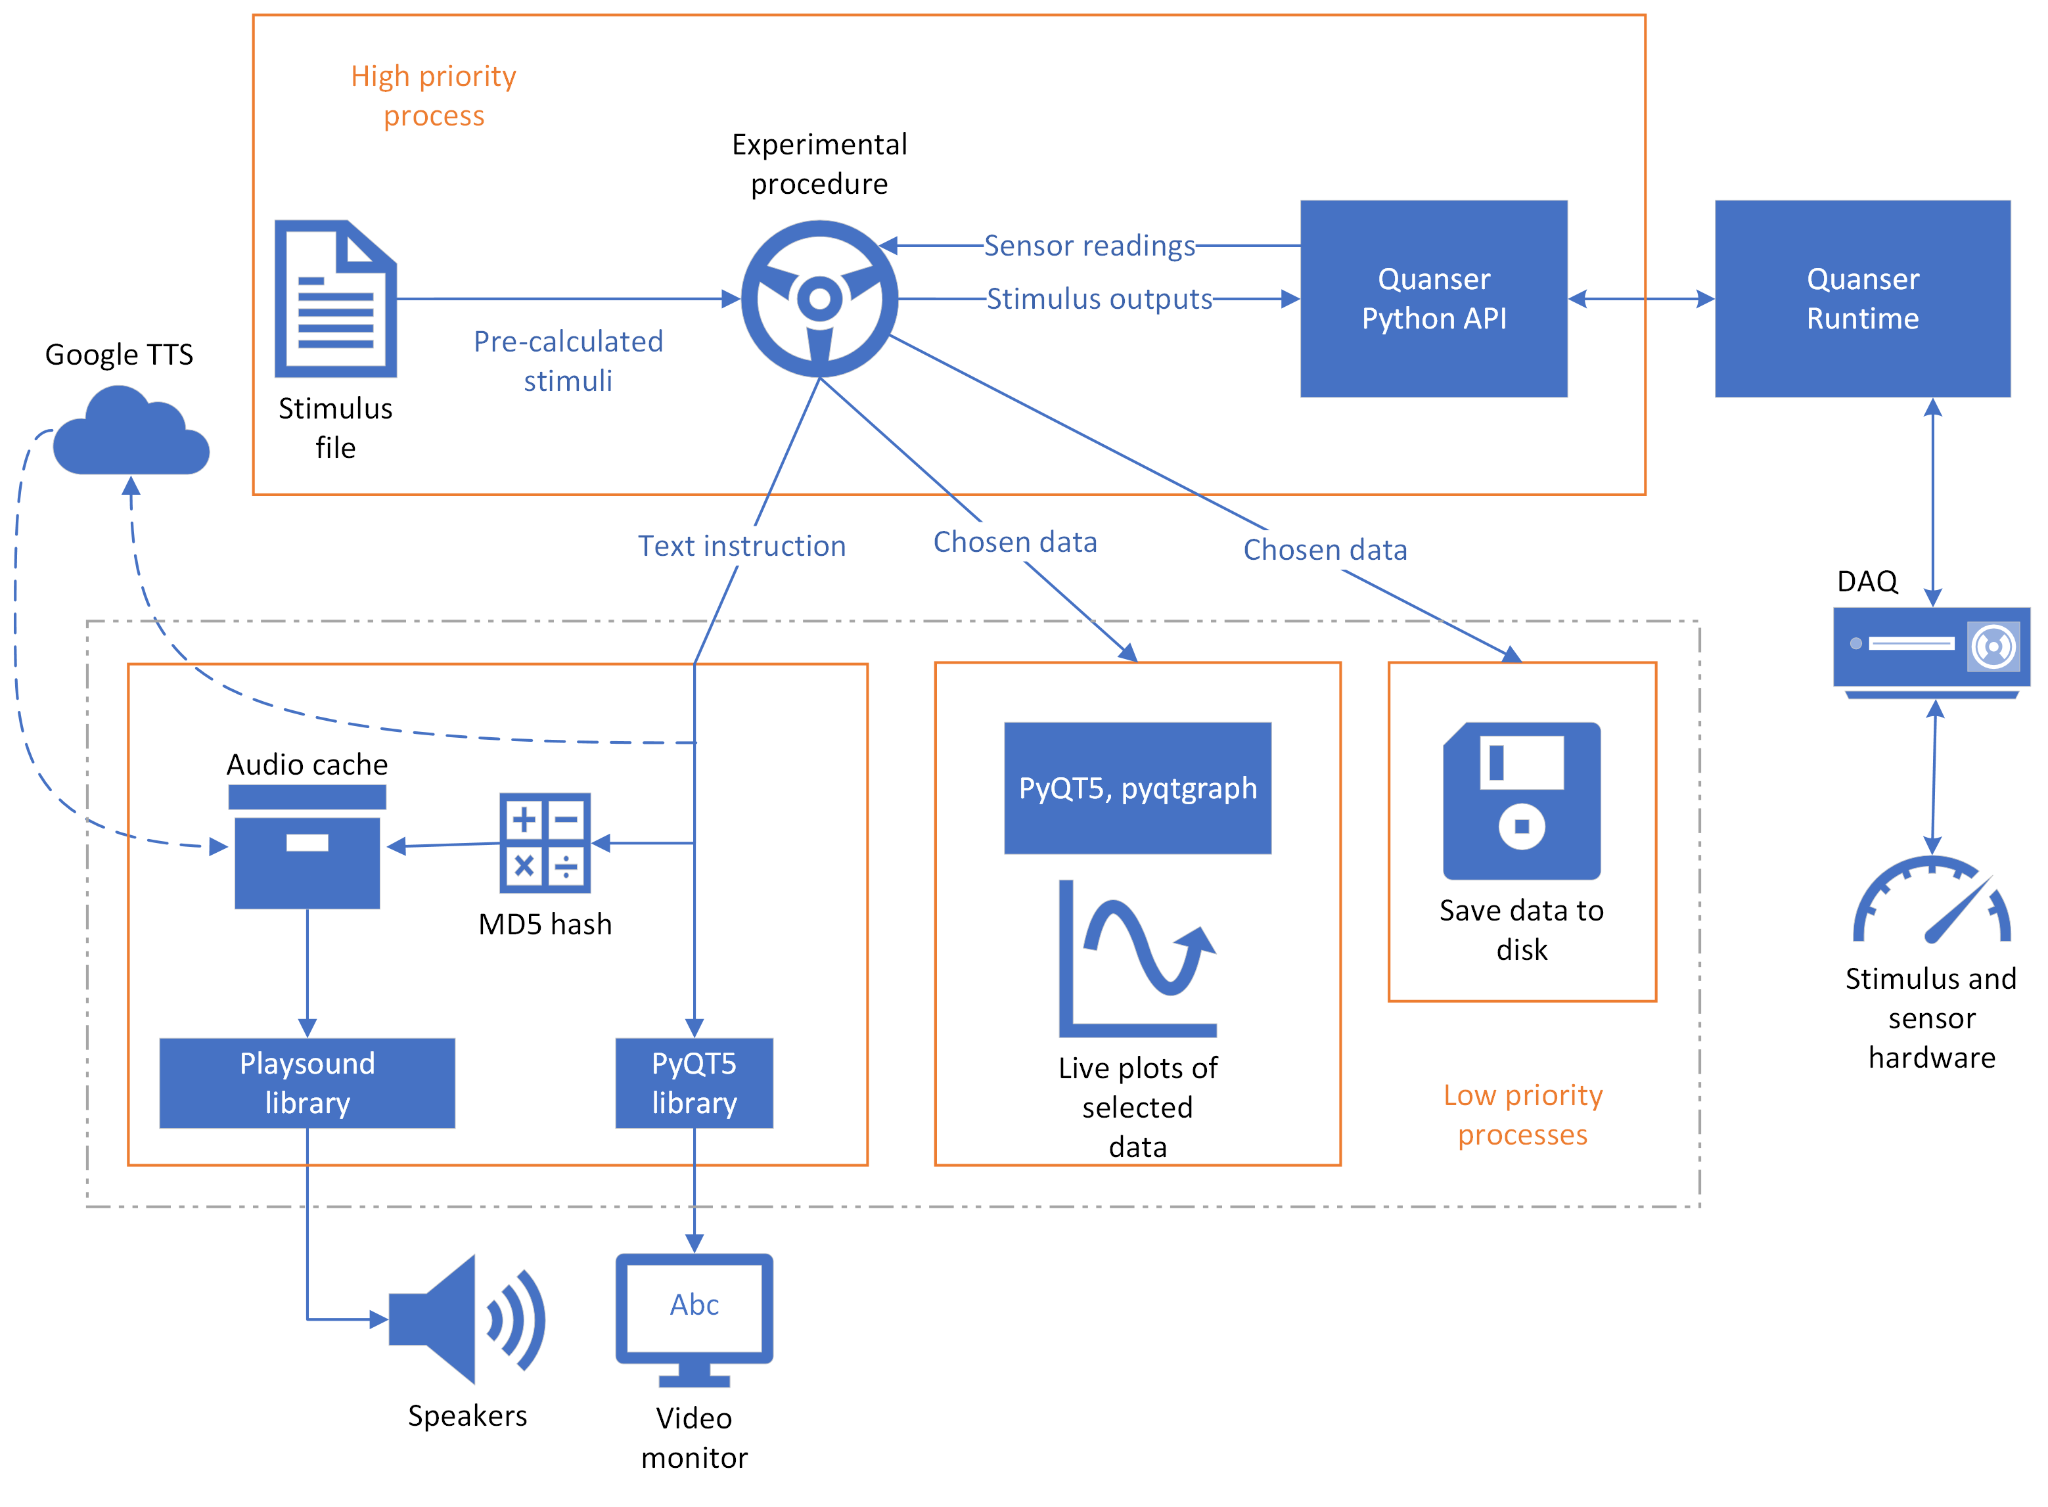 High priority
process
Experimental
procedure
Sensor readings
Stimulus outputs
Quanser
Python API
Quanser
Runtime
Pre-calculated
stimuli
Google TTS
Stimulus
file
Text instruction
Chosen data
Chosen data
DAQ
Audio cache
MD5 hash
PyQT5, pyqtgraph
Save data to
disk
Stimulus and
sensor
hardware
Playsound
library
PyQT5
library
Live plots of
selected
data
Low priority
processes
Abc
Speakers
Video
monitor